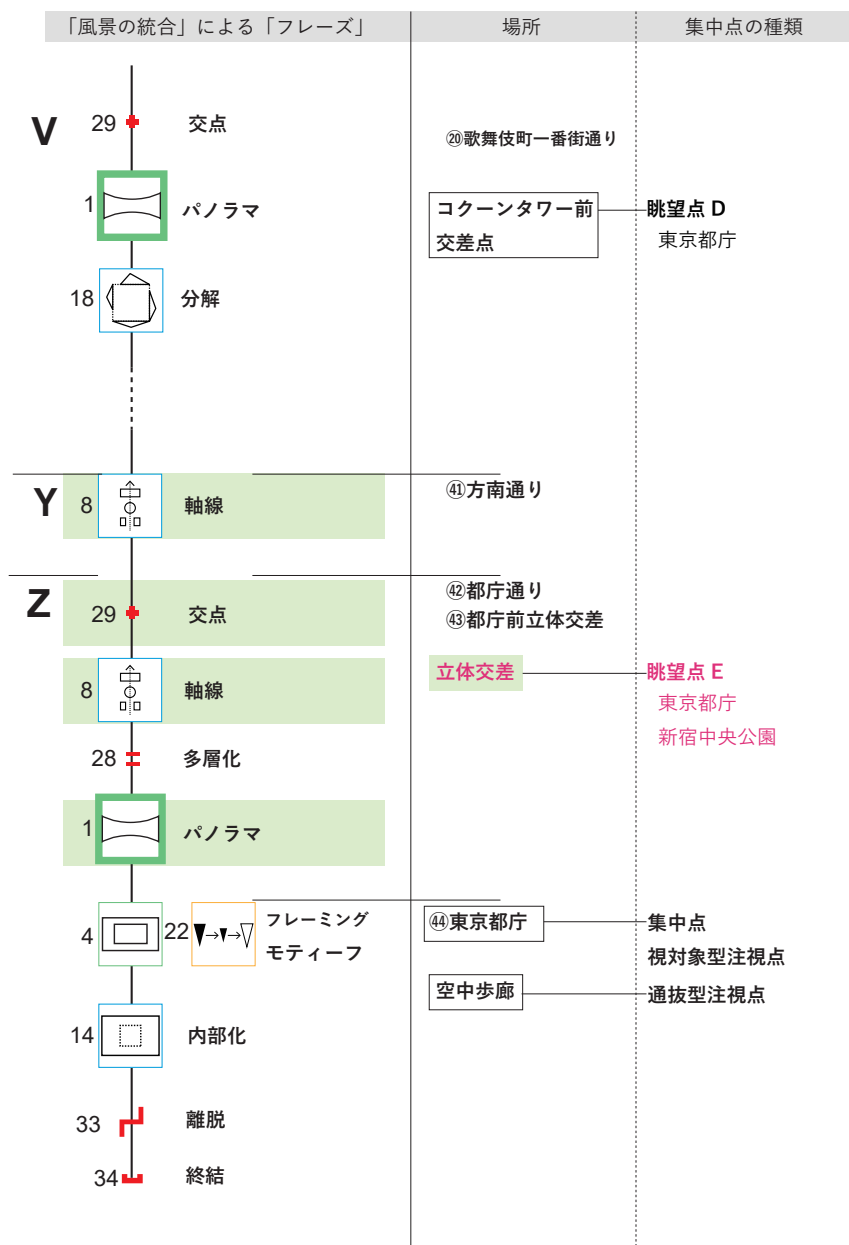 「風景の統合」による「フレーズ」 場所 集中点の種類
V 29 交点 ⑳歌舞伎町一番街通り
1 パノラマ コクーンタワー前 眺望点 D
交差点 東京都庁
18 分解
Y 8 軸線 ㊶方南通り
Z 29 交点 ㊷都庁通り
㊸都庁前立体交差
8 軸線 立体交差 眺望点 E
東京都庁
新宿中央公園
28 多層化
1 パノラマ
4 22 フレーミング ㊹東京都庁 集中点
モティーフ 視対象型注視点
空中歩廊 通抜型注視点
14 内部化
33 離脱
34 終結